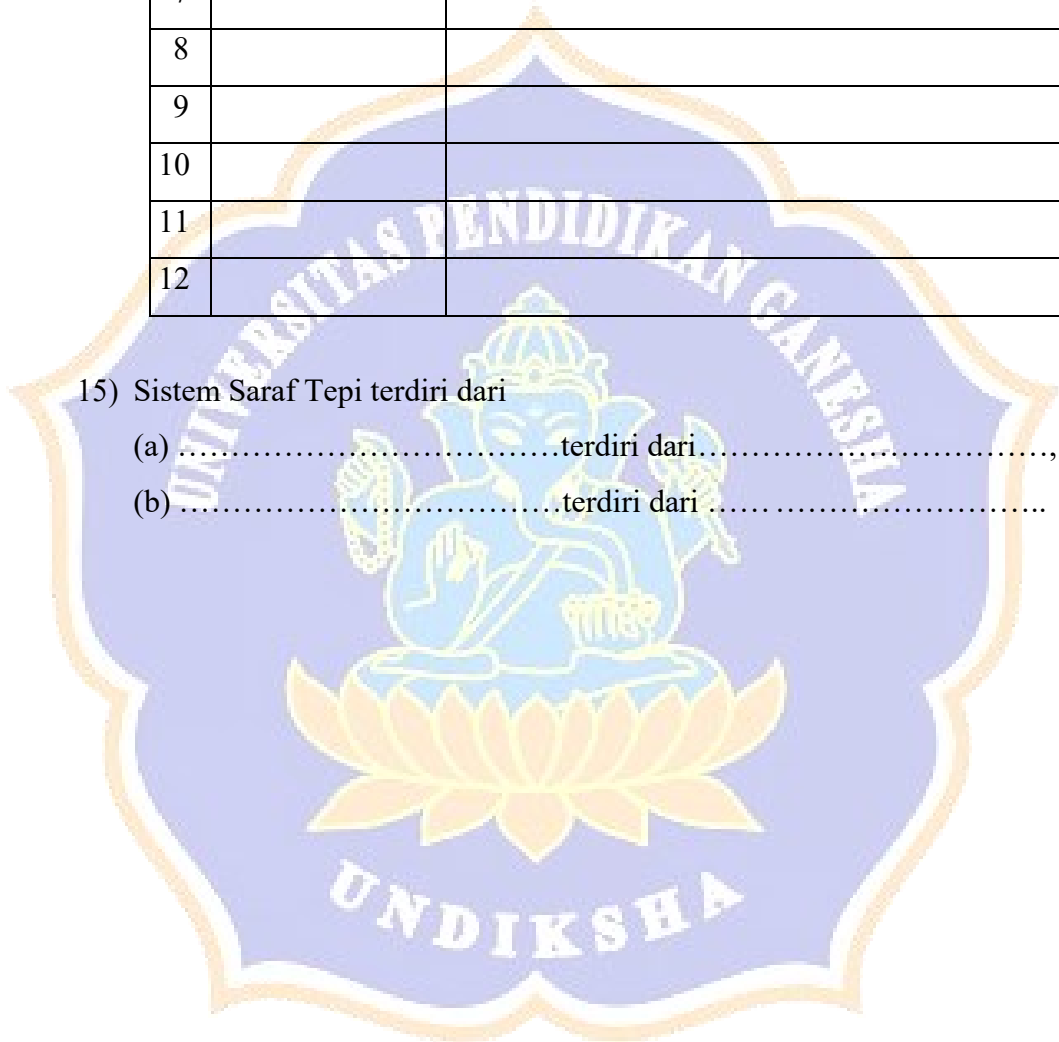 8
9
10
11
12
UNIVERSITAS PENDIDIKAN GANESHA
15) Sistem Saraf Tepi terdiri dari
(a) ……………………………….terdiri dari……………………………,
(b) ……………………………….terdiri dari …… ……………………..
UNDIKSHA